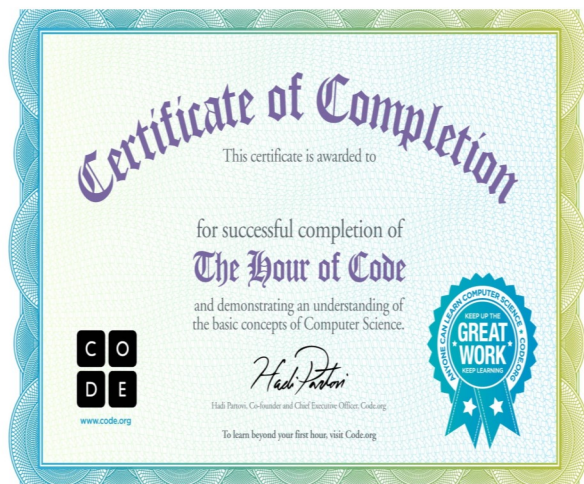 Certificate of Completion
This certificate is awarded to
for successful completion of
The Hour of Code
and demonstrating an understanding of
the basic concepts of Computer Science.
C O
D E
www.code.org
Hadi Partovi
Hadi Partovi, Co-founder and Chief Executive Officer, Code.org
To learn beyond your first hour, visit Code.org
ANYONE CAN LEARN COMPUTER SCIENCE • CODE.ORG
KEEP UP THE
GREAT
WORK
KEEP LEARNING